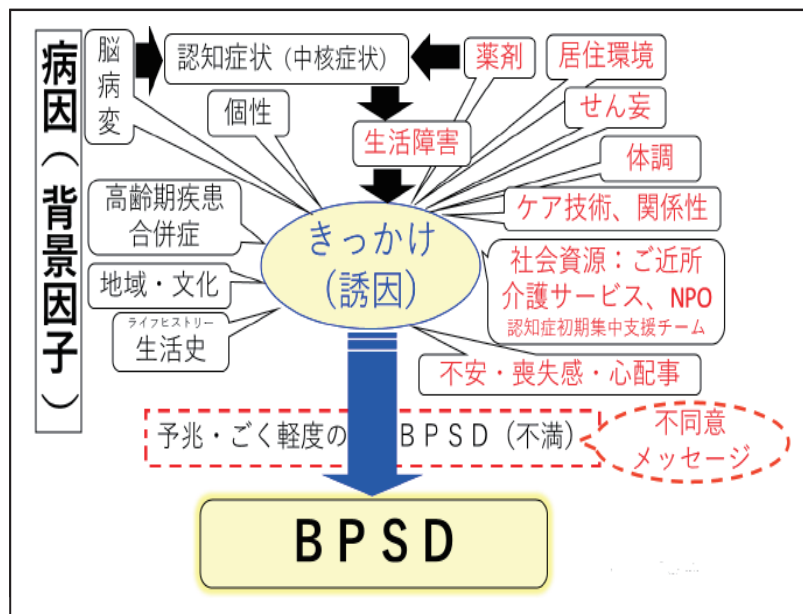 病因（背景因子）
脳病変
認知症状（中核症状）
薬剤
居住環境
個性
せん妄
生活障害
体調
高齢期疾患
合併症
ケア技術、関係性
きっかけ
（誘因）
地域・文化
社会資源：ご近所
介護サービス、NPO
認知症初期集中支援チーム
ライフヒストリー
生活史
不安・喪失感・心配事
予兆・ごく軽度の BPSD（不満）
不同意
メッセージ
BPSD